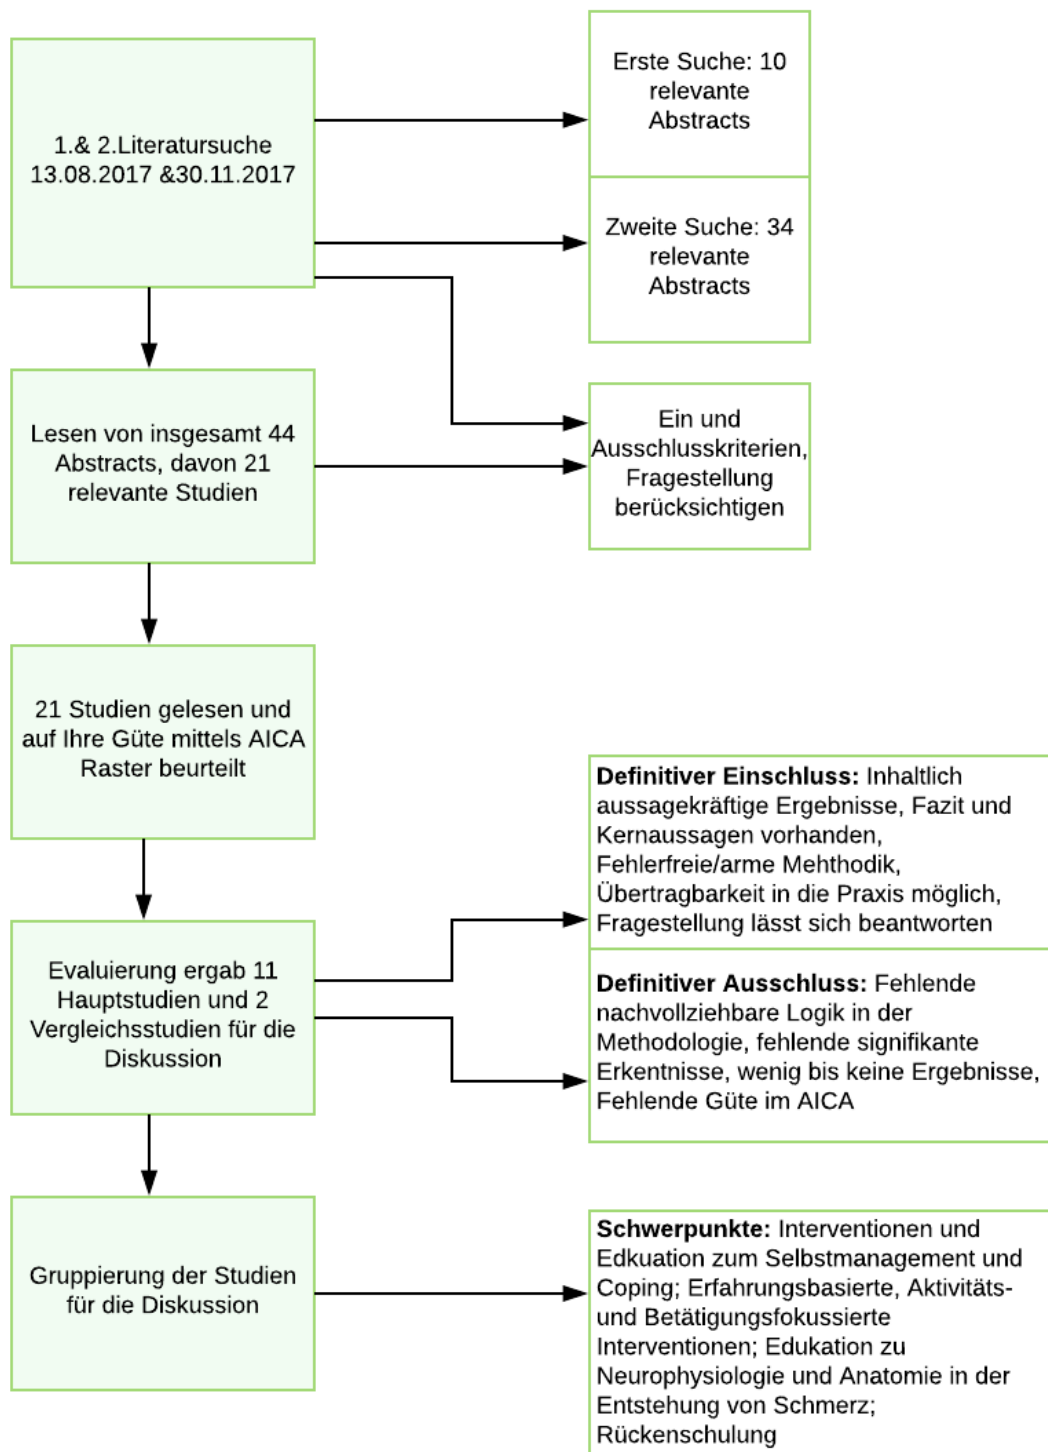 1.& 2.Literatursuche
13.08.2017 &30.11.2017
Erste Suche: 10
relevante
Abstracts
Zweite Suche: 34
relevante
Abstracts
Lesen von insgesamt 44
Abstracts, davon 21
relevante Studien
Ein und
Ausschlusskriterien,
Fragestellung
berücksichtigen
21 Studien gelesen und
auf Ihre Güte mittels AICA
Raster beurteilt
Evaluierung ergab 11
Hauptstudien und 2
Vergleichsstudien für die
Diskussion
Definitiver Einschluss: Inhaltlich
aussagekräftige Ergebnisse, Fazit und
Kernaussagen vorhanden,
Fehlerfreie/arme Mehthodik,
Übertragbarkeit in die Praxis möglich,
Fragestellung lässt sich beantworten
Definitiver Ausschluss: Fehlende
nachvollziehbare Logik in der
Methodologie, fehlende signifikante
Erkentnisse, wenig bis keine Ergebnisse,
Fehlende Güte im AICA
Gruppierung der Studien
für die Diskussion
Schwerpunkte: Interventionen und
Edkuation zum Selbstmanagement und
Coping; Erfahrungsbasierte, Aktivitäts-
und Betätigungsfokussierte
Interventionen; Edukation zu
Neurophysiologie und Anatomie in der
Entstehung von Schmerz;
Rückenschulung